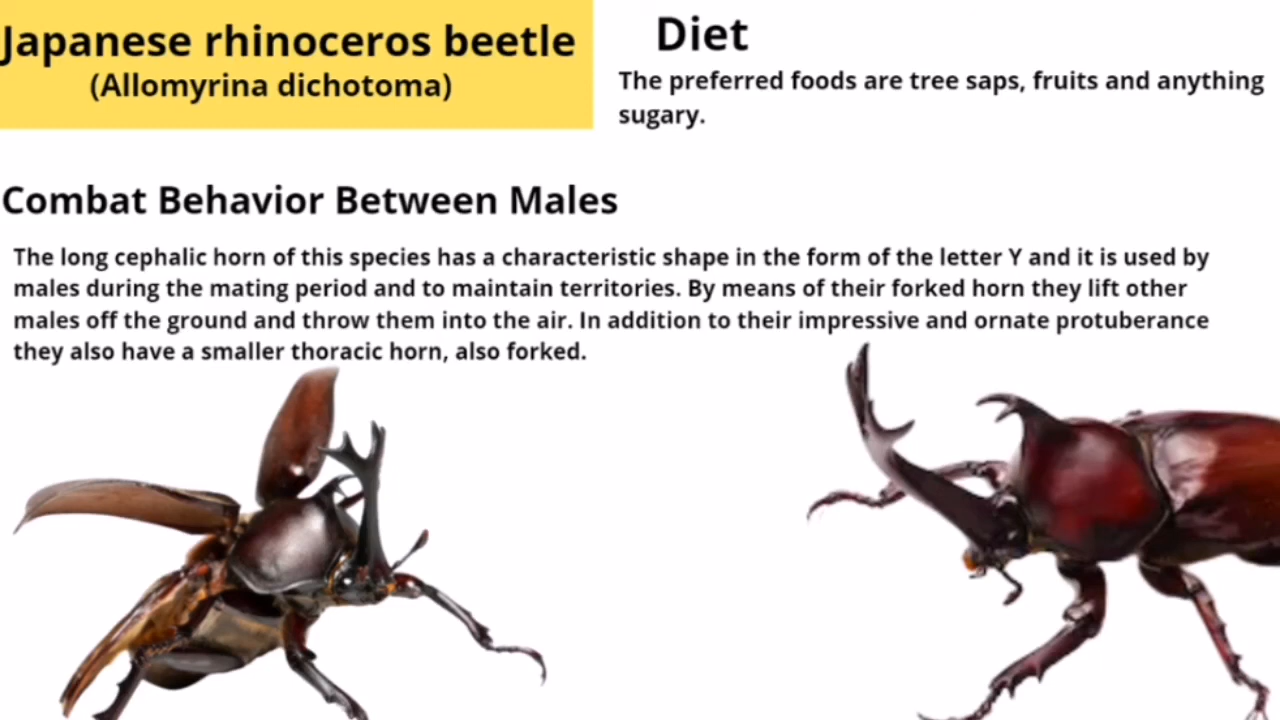 Japanese rhinoceros beetle
(Allomyrina dichotoma)
Diet
The preferred foods are tree saps, fruits and anything
sugary.
Combat Behavior Between Males
The long cephalic horn of this species has a characteristic shape in the form of the letter Y and it is used by
males during the mating period and to maintain territories. By means of their forked horn they lift other
males off the ground and throw them into the air. In addition to their impressive and ornate protuberance
they also have a smaller thoracic horn, also forked.